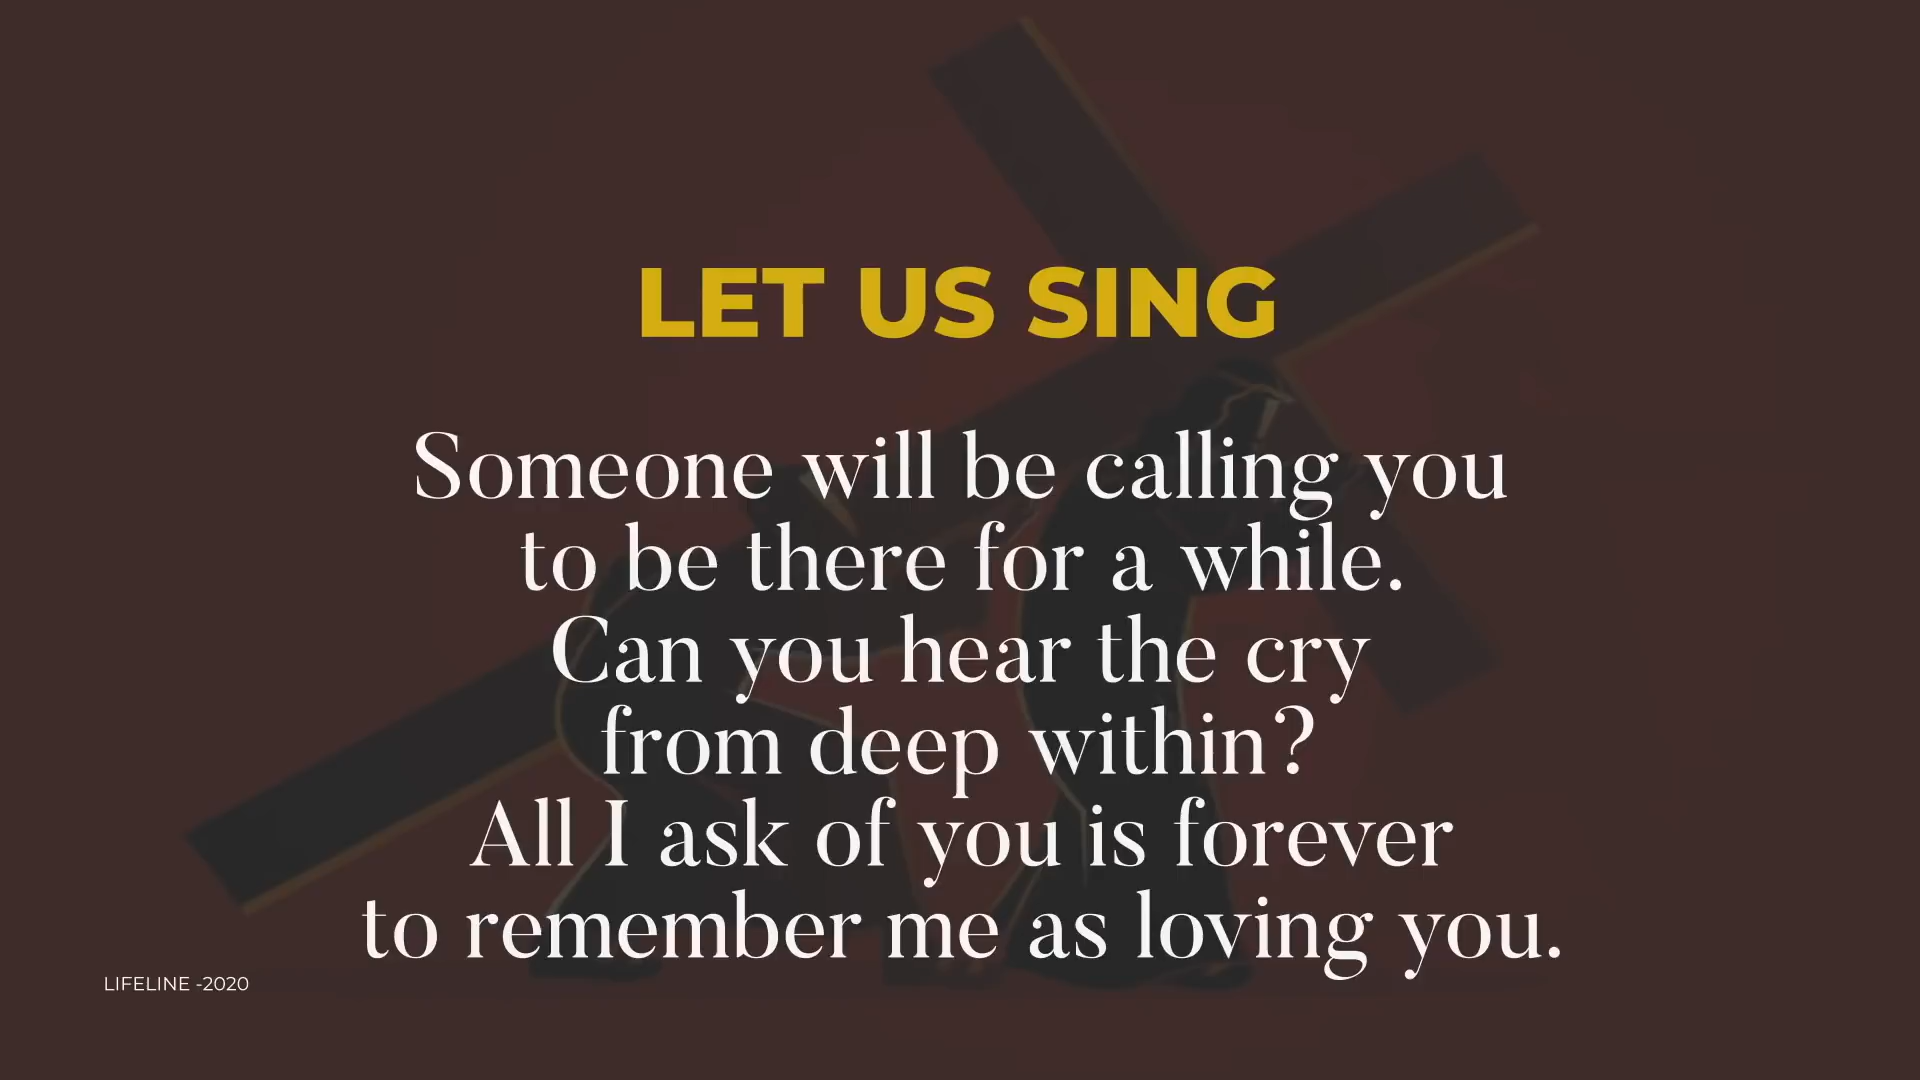 LET US SING
Someone will be calling you
to be there for a while.
Can you hear the cry
from deep within?
All I ask of you is forever
to remember me as loving you.
LIFELINE -2020